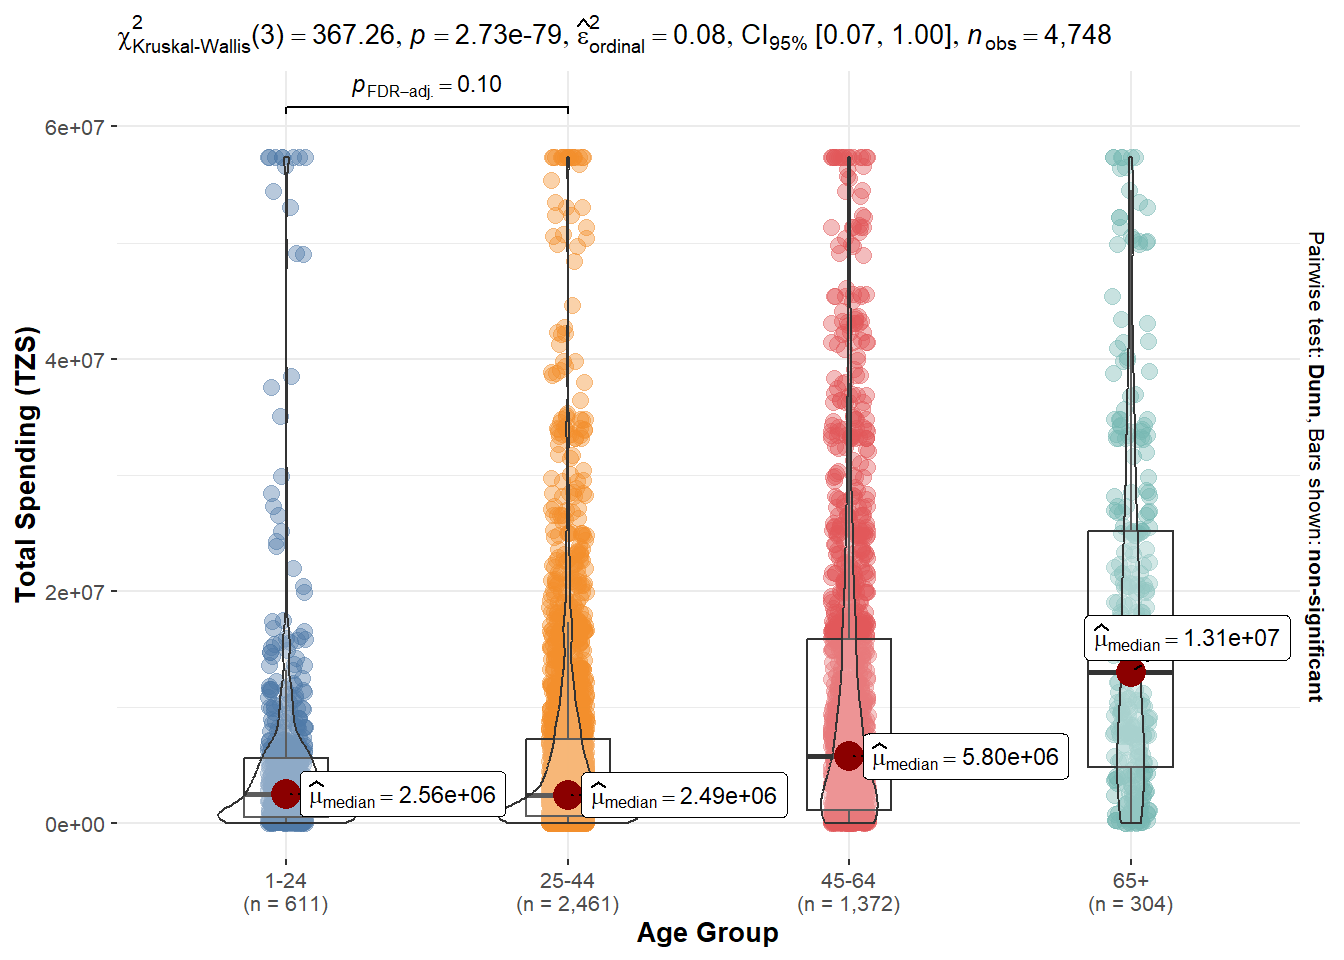 χ²Kruskal-Wallis(3) = 367.26, p = 2.73e-79, ε̂²ordinal = 0.08, CI95% [0.07, 1.00], nobs = 4,748
pFDR−adj. = 0.10
6e+07
4e+07
2e+07
0e+00
Total Spending (TZS)
μ̂median = 2.56e+06
μ̂median = 2.49e+06
μ̂median = 5.80e+06
μ̂median = 1.31e+07
Pairwise test: Dunn, Bars shown: non-significant
1-24
(n = 611)
25-44
(n = 2,461)
45-64
(n = 1,372)
65+
(n = 304)
Age Group